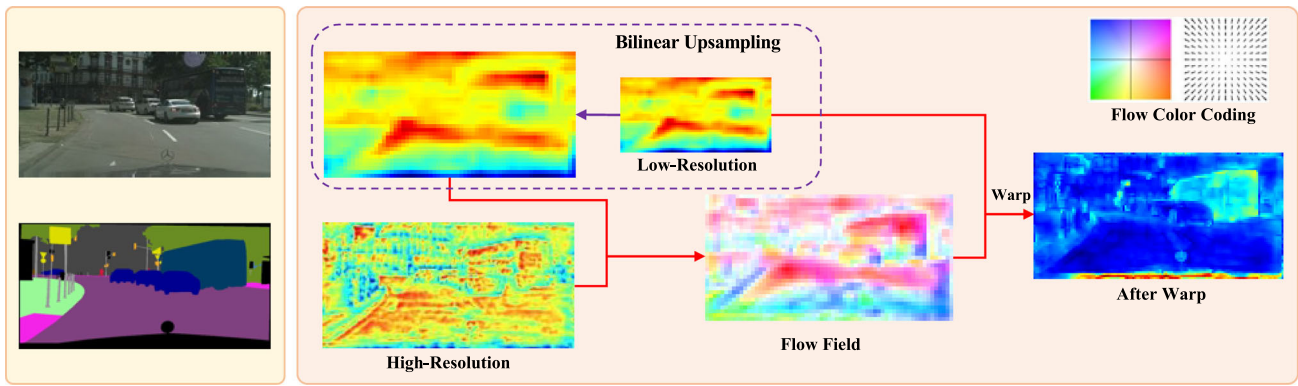 Bilinear Upsampling
Low-Resolution
High-Resolution
Flow Field
Warp
Flow Color Coding
After Warp